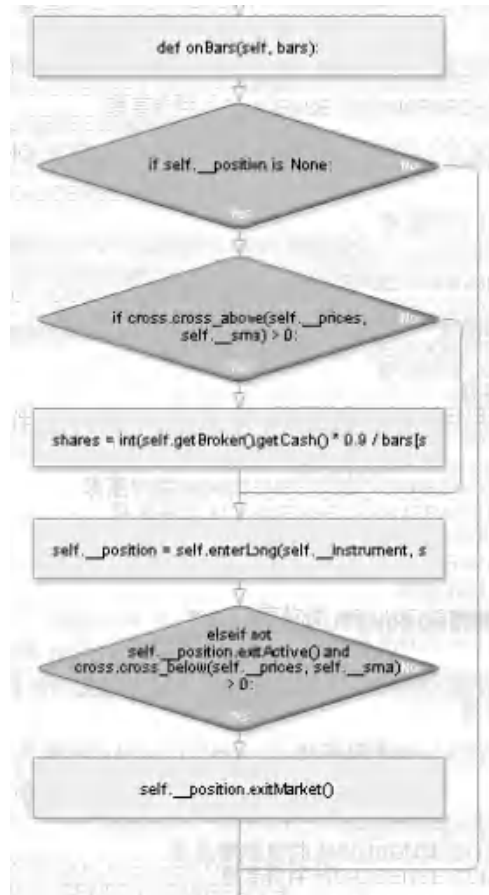 def onBars(self, bars):
if self.__position is None:
No
Yes
if cross.cross_above(self.__prices,
self.__sma) > 0:
No
Yes
shares = int(self.getBroker().getCash() * 0.9 / bars[s
self.__position = self.enterLong(self.__instrument, s
elseif not
self.__position.exitActive() and
cross.cross_below(self.__prices, self.__sma)
> 0:
No
Yes
self.__position.exitMarket()